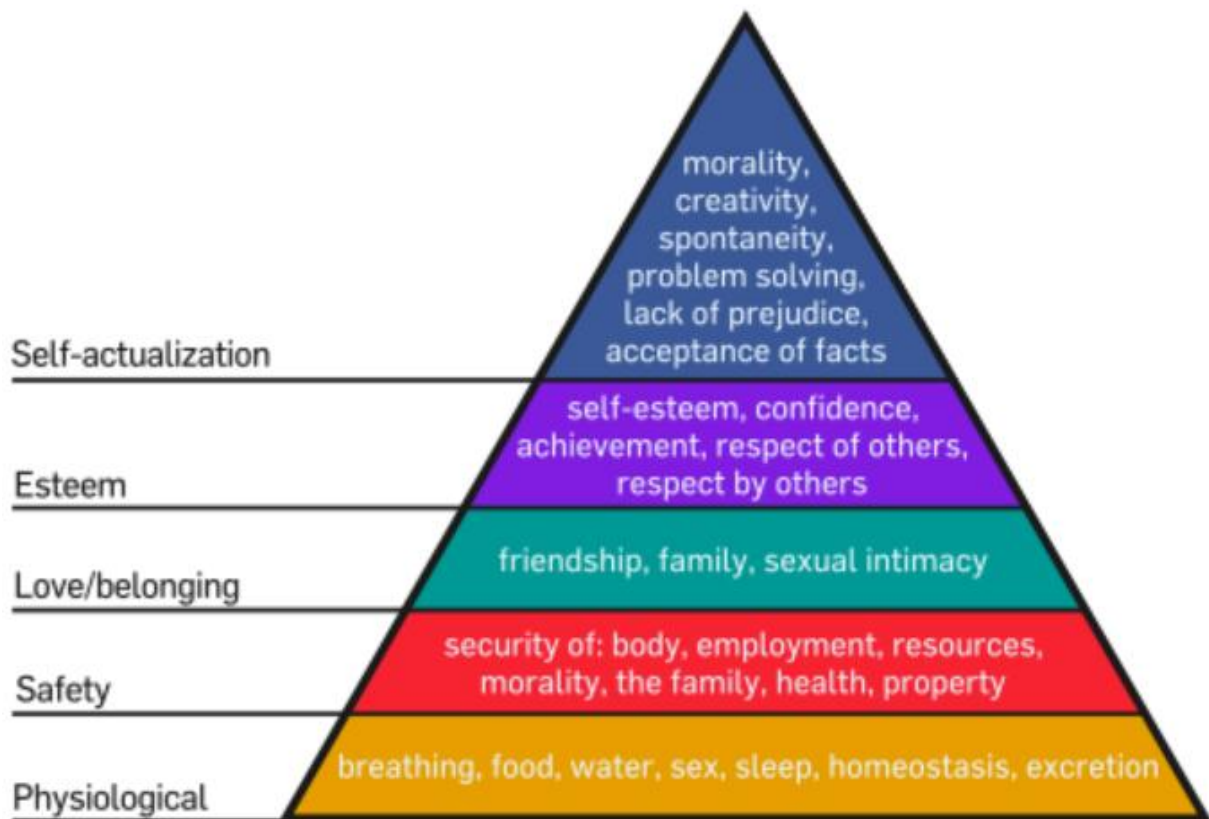 morality,
creativity,
spontaneity,
problem solving,
lack of prejudice,
acceptance of facts
Self-actualization
self-esteem, confidence,
achievement, respect of others,
respect by others
Esteem
friendship, family, sexual intimacy
Love/belonging
security of: body, employment, resources,
morality, the family, health, property
Safety
breathing, food, water, sex, sleep, homeostasis, excretion
Physiological